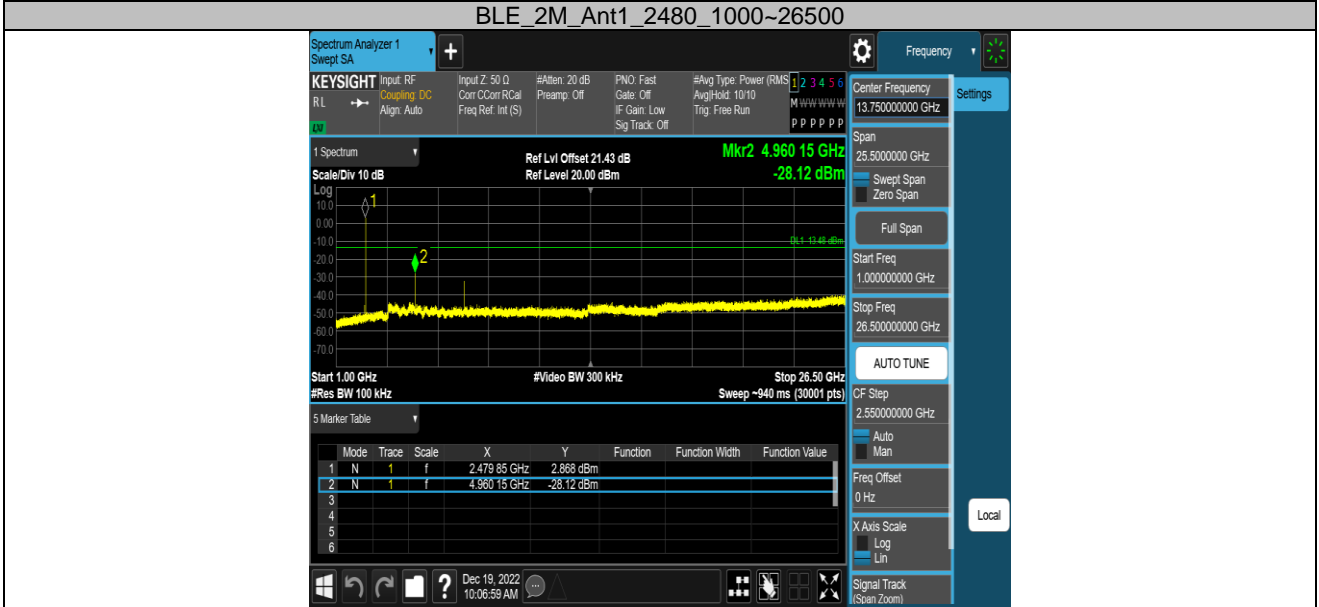 BLE_2M_Ant1_2480_1000~26500
Spectrum Analyzer 1
Swept SA
+
Frequency
KEYSIGHT
RL
LXI
Input: RF
Coupling: DC
Align: Auto
Input Z: 50 Ω
Corr CCorr RCal
Freq Ref: Int (S)
#Atten: 20 dB
Preamp: Off
PNO: Fast
Gate: Off
IF Gain: Low
Sig Track: Off
#Avg Type: Power (RMS
Avg|Hold: 10/10
Trig: Free Run
1 2 3 4 5 6
M W W W W W
P P P P P P
Center Frequency
13.750000000 GHz
Settings
Span
25.5000000 GHz
Swept Span
Zero Span
Full Span
Start Freq
1.000000000 GHz
Stop Freq
26.500000000 GHz
AUTO TUNE
CF Step
2.550000000 GHz
Auto
Man
Freq Offset
0 Hz
X Axis Scale
Log
Lin
Signal Track
(Span Zoom)
Local
1 Spectrum
Scale/Div 10 dB
Ref Lvl Offset 21.43 dB
Ref Level 20.00 dBm
Mkr2 4.960 15 GHz
-28.12 dBm
Log
10.0
0.00
-10.0
-20.0
-30.0
-40.0
-50.0
-60.0
-70.0
1
2
DL1 -13.48 dBm
Start 1.00 GHz
#Res BW 100 kHz
#Video BW 300 kHz
Stop 26.50 GHz
Sweep ~940 ms (30001 pts)
5 Marker Table
Mode Trace Scale X Y Function Function Width Function Value
1 N 1 f 2.479 85 GHz 2.868 dBm
2 N 1 f 4.960 15 GHz -28.12 dBm
3
4
5
6
?
Dec 19, 2022
10:06:59 AM